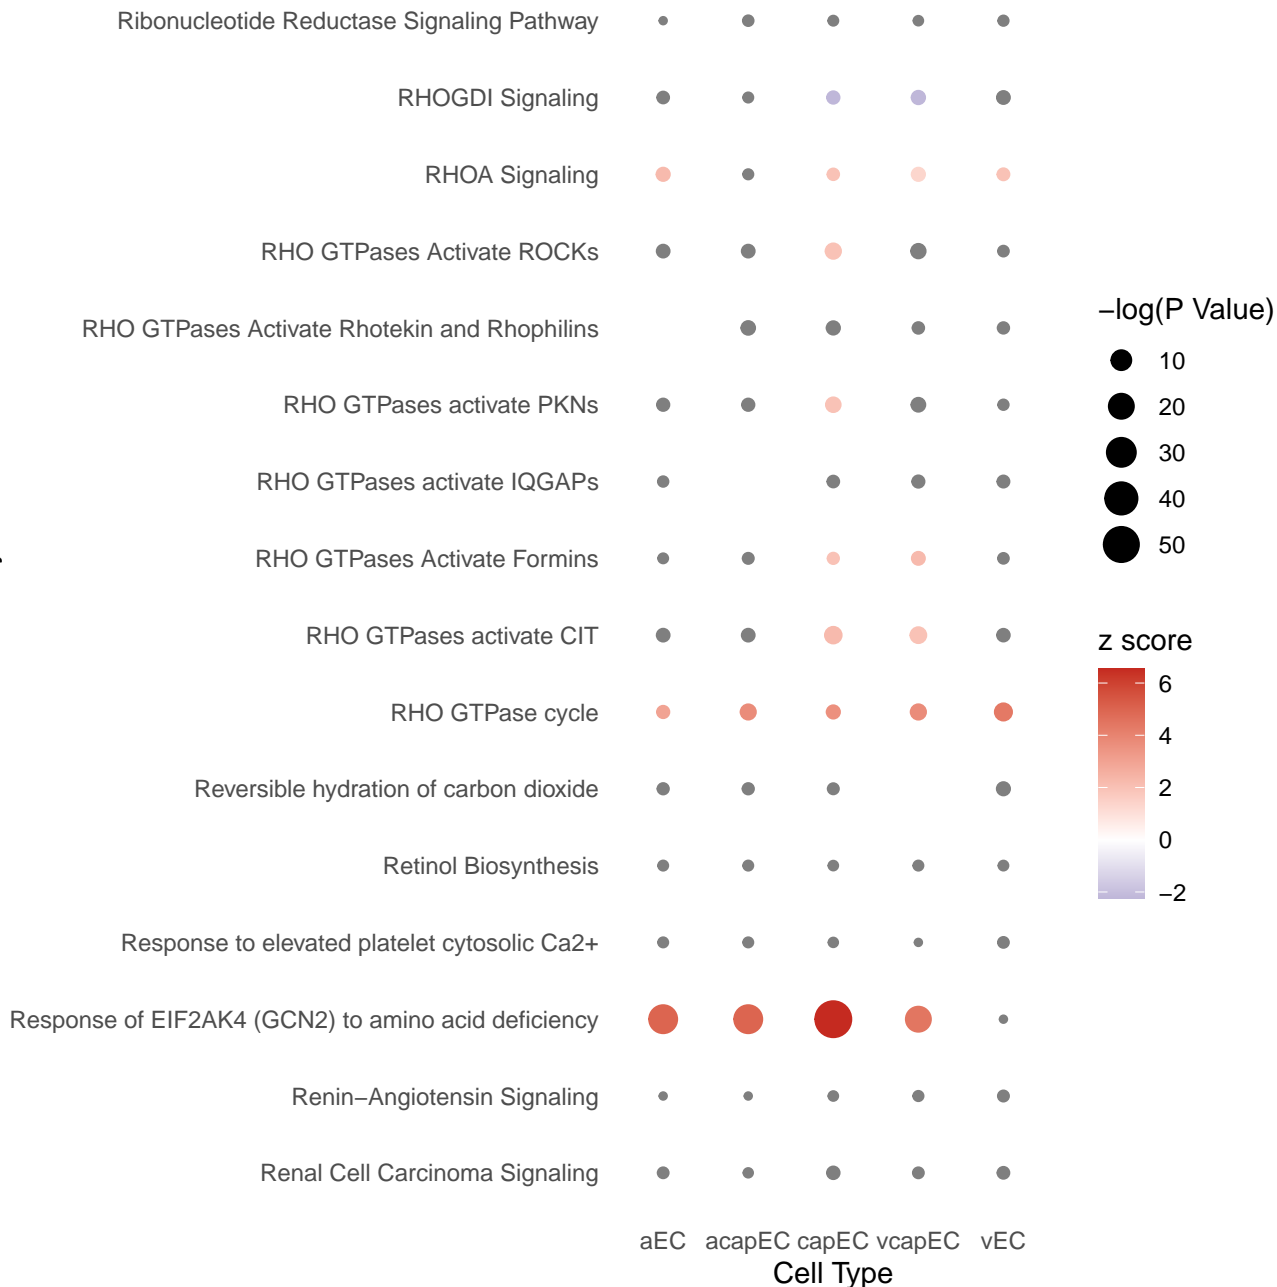 Ribonucleotide Reductase Signaling Pathway
RHOGDI Signaling
RHOA Signaling
RHO GTPases Activate ROCKs
RHO GTPases Activate Rhotekin and Rhophilins
RHO GTPases activate PKNs
RHO GTPases activate IQGAPs
RHO GTPases Activate Formins
RHO GTPases activate CIT
RHO GTPase cycle
Reversible hydration of carbon dioxide
Retinol Biosynthesis
Response to elevated platelet cytosolic Ca2+
Response of EIF2AK4 (GCN2) to amino acid deficiency
Renin−Angiotensin Signaling
Renal Cell Carcinoma Signaling
aEC acapEC capEC vcapEC vEC
Cell Type
−log(P Value)
10
20
30
40
50
z score
6
4
2
0
−2